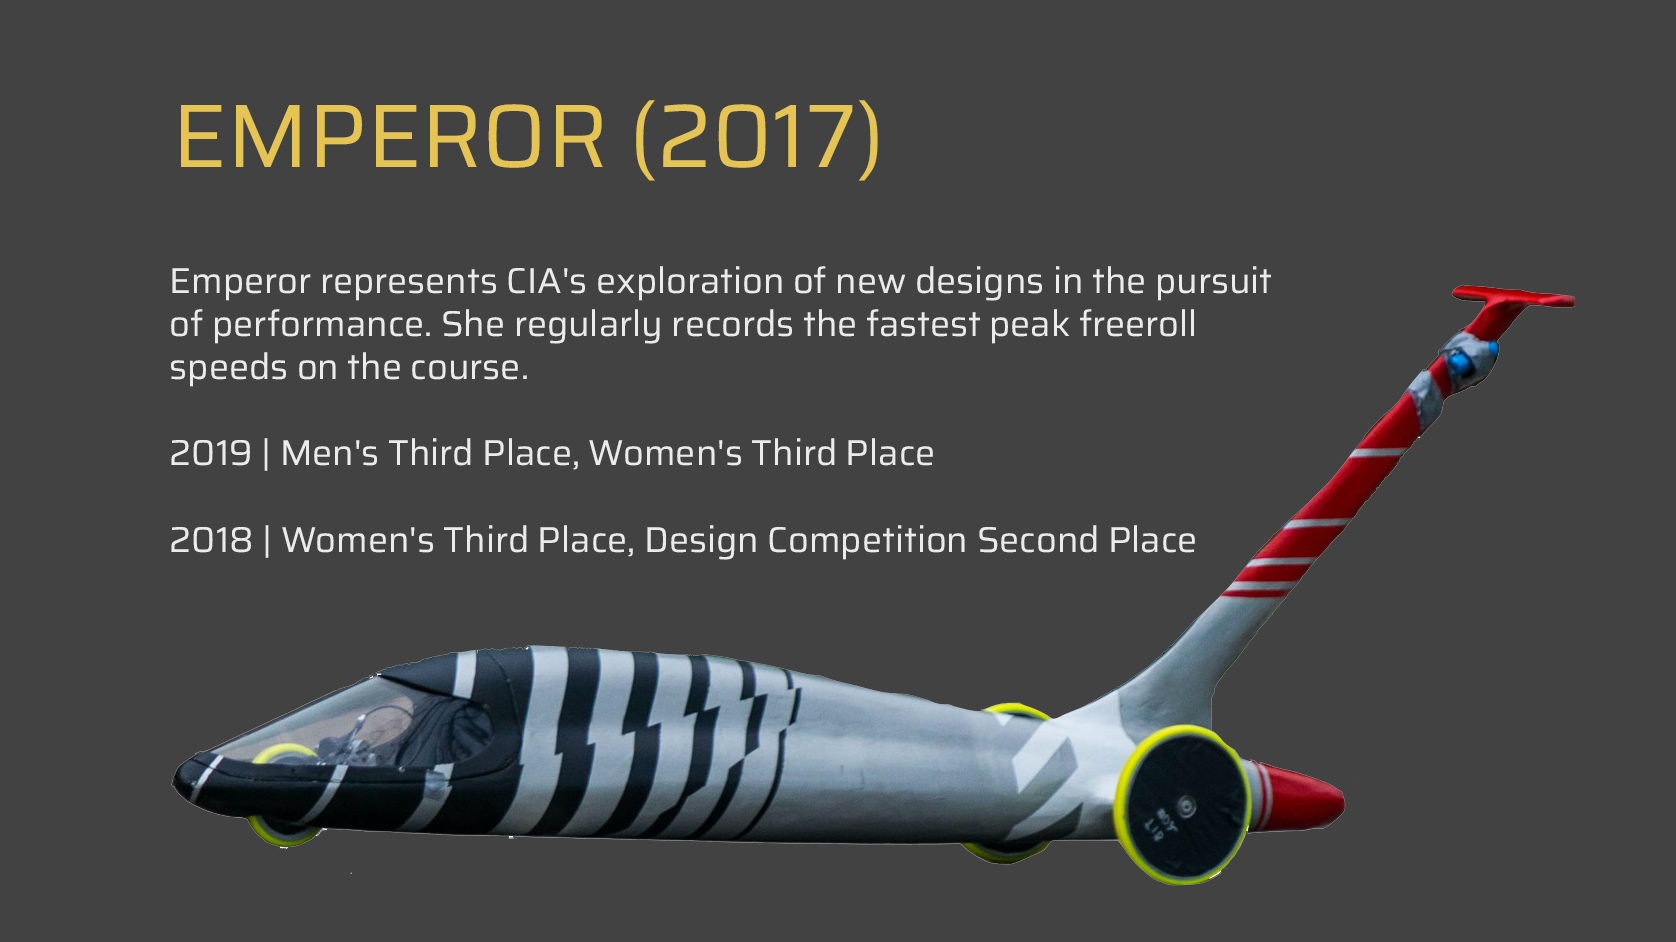 EMPEROR (2017)
Emperor represents CIA's exploration of new designs in the pursuit
of performance. She regularly records the fastest peak freeroll
speeds on the course.
2019 | Men's Third Place, Women's Third Place
2018 | Women's Third Place, Design Competition Second Place